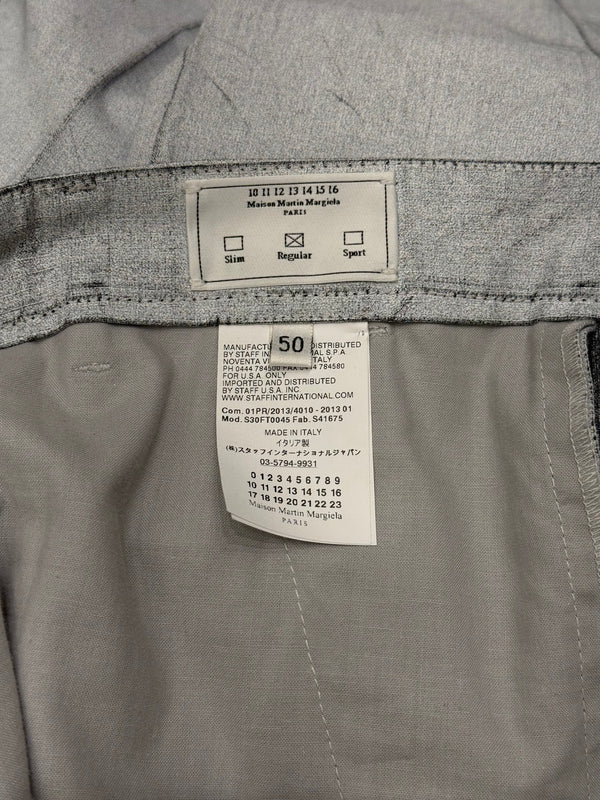 10 11 12 13 14 15 16
Maison Martin Margiela
PARIS
Slim Regular Sport
50
MANUFACTU DISTRIBUTED
BY STAFF IN NAL S.P.A
NOVENTA VI ITALY
PH 0444 784500 FAX 0444 784580
FOR U.S.A. ONLY
IMPORTED AND DISTRIBUTED
BY STAFF U.S.A. INC.
WWW.STAFFINTERNATIONAL.COM
Com. 01PR/2013/4010 - 2013 01
Mod. S30FT0045 Fab. S41675
MADE IN ITALY
イタリア製
(株)スタッフインターナショナルジャパン
03-5794-9931
0 1 2 3 4 5 6 7 8 9
10 11 12 13 14 15 16
17 18 19 20 21 22 23
Maison Martin Margiela
PARIS